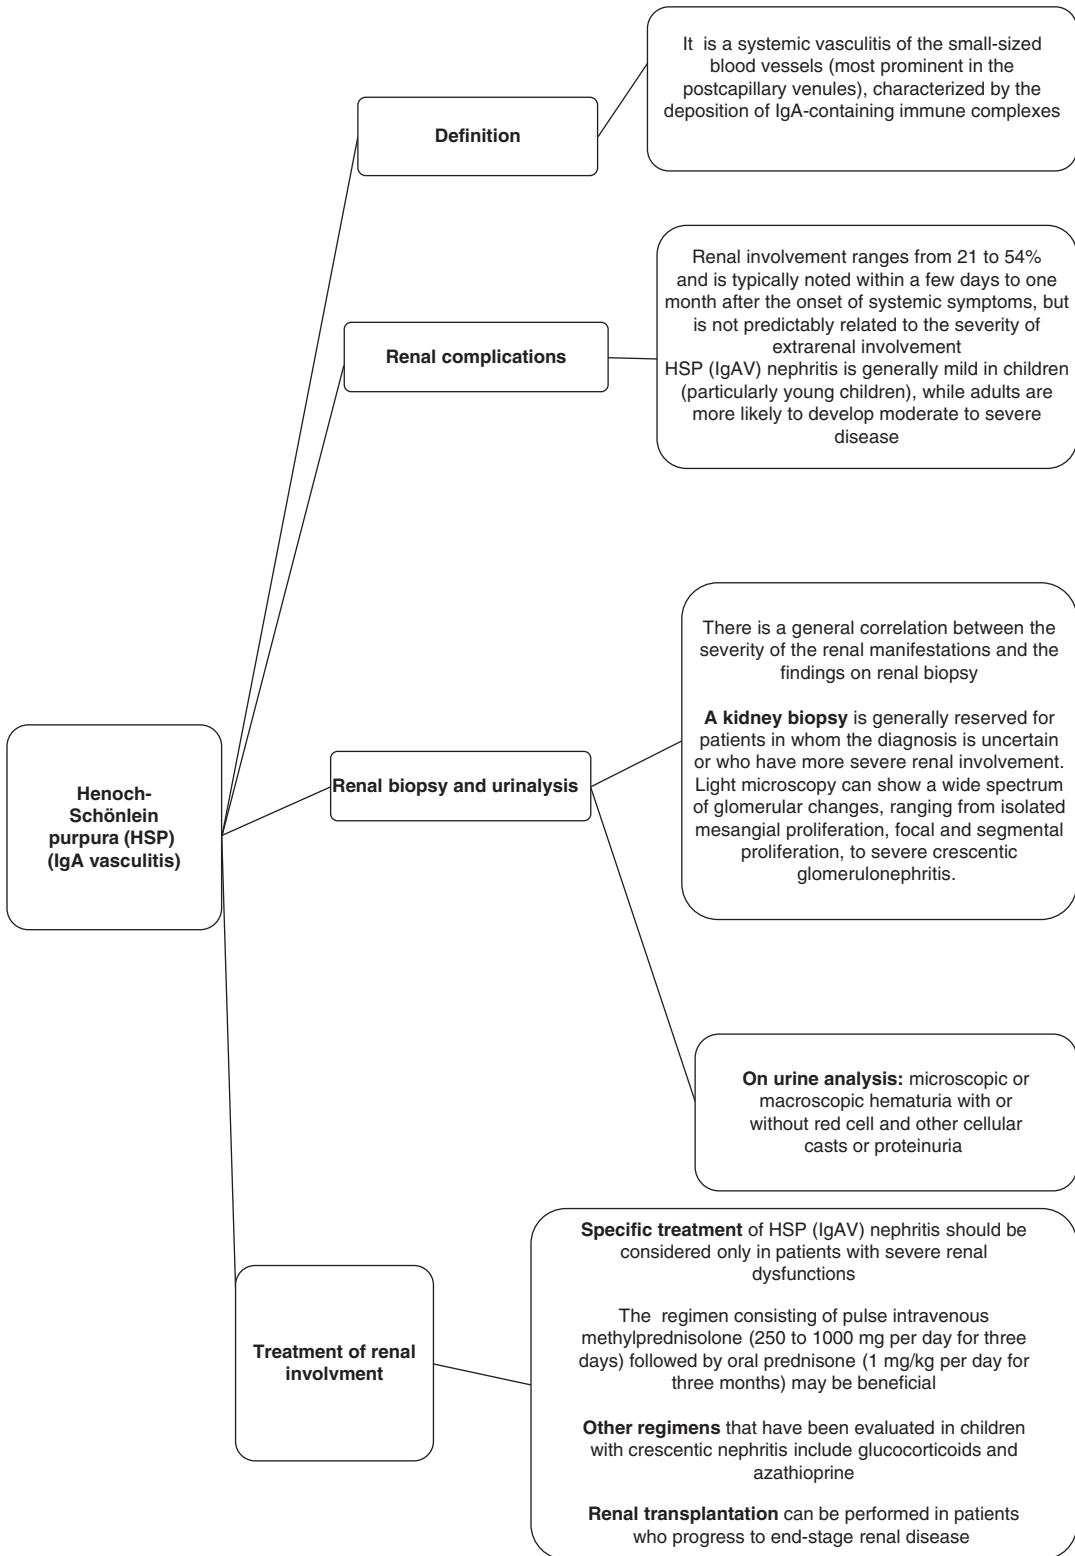 Henoch-
Schönlein
purpura (HSP)
(IgA vasculitis)
Definition
It is a systemic vasculitis of the small-sized
blood vessels (most prominent in the
postcapillary venules), characterized by the
deposition of IgA-containing immune complexes
Renal complications
Renal involvement ranges from 21 to 54%
and is typically noted within a few days to one
month after the onset of systemic symptoms, but
is not predictably related to the severity of
extrarenal involvement
HSP (IgAV) nephritis is generally mild in children
(particularly young children), while adults are
more likely to develop moderate to severe
disease
Renal biopsy and urinalysis
There is a general correlation between the
severity of the renal manifestations and the
findings on renal biopsy
A kidney biopsy is generally reserved for
patients in whom the diagnosis is uncertain
or who have more severe renal involvement.
Light microscopy can show a wide spectrum
of glomerular changes, ranging from isolated
mesangial proliferation, focal and segmental
proliferation, to severe crescentic
glomerulonephritis.
On urine analysis: microscopic or
macroscopic hematuria with or
without red cell and other cellular
casts or proteinuria
Treatment of renal
involvment
Specific treatment of HSP (IgAV) nephritis should be
considered only in patients with severe renal
dysfunctions
The regimen consisting of pulse intravenous
methylprednisolone (250 to 1000 mg per day for three
days) followed by oral prednisone (1 mg/kg per day for
three months) may be beneficial
Other regimens that have been evaluated in children
with crescentic nephritis include glucocorticoids and
azathioprine
Renal transplantation can be performed in patients
who progress to end-stage renal disease